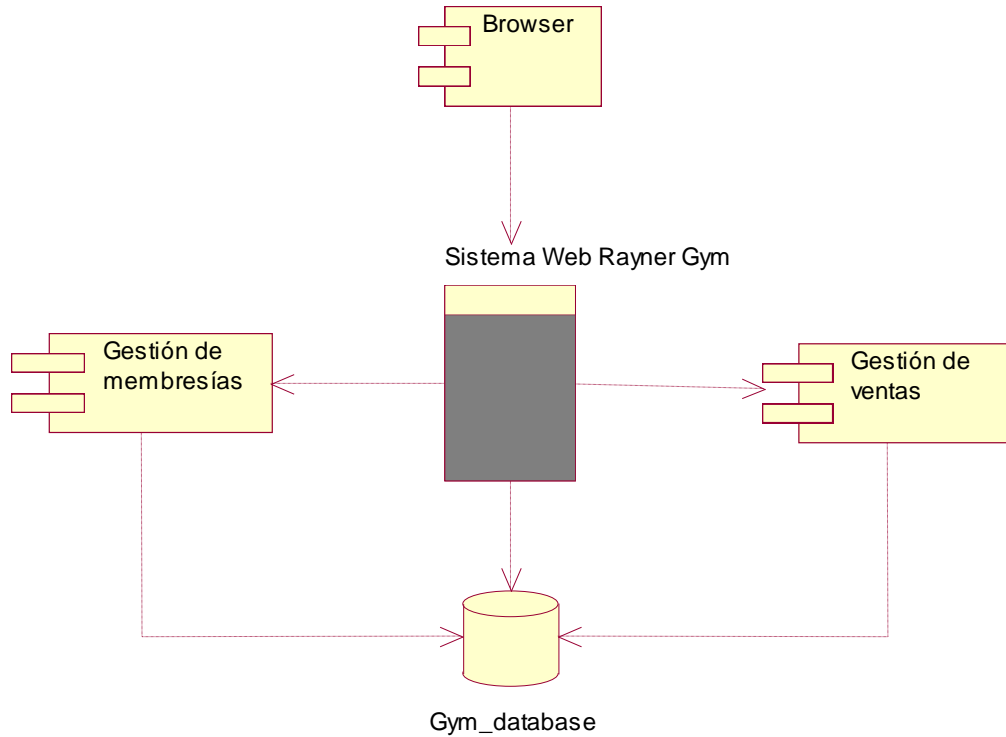 Browser
Sistema Web Rayner Gym
Gestión de
membresías
Gestión de
ventas
Gym_database